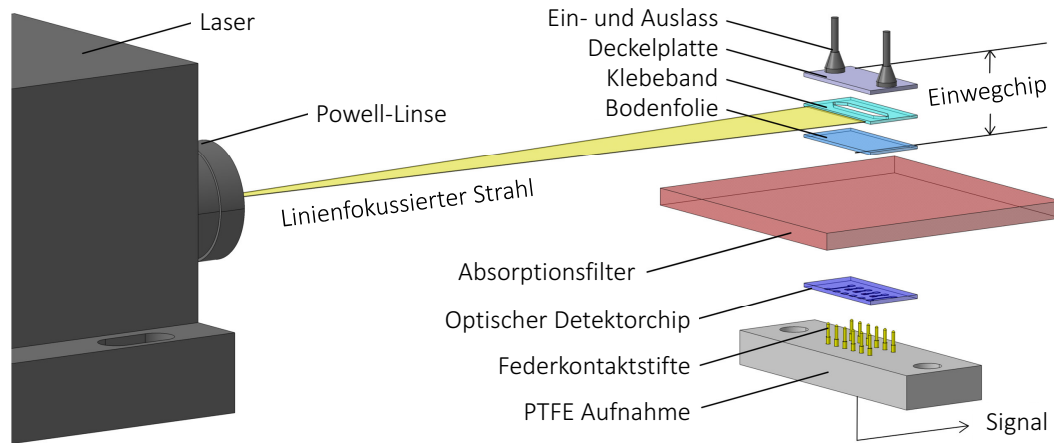 Laser
Powell-Linse
Linienfokussierter Strahl
Ein- und Auslass
Deckelplatte
Klebeband
Bodenfolie
Einwegchip
Absorptionsfilter
Optischer Detektorchip
Federkontaktstifte
PTFE Aufnahme
Signal